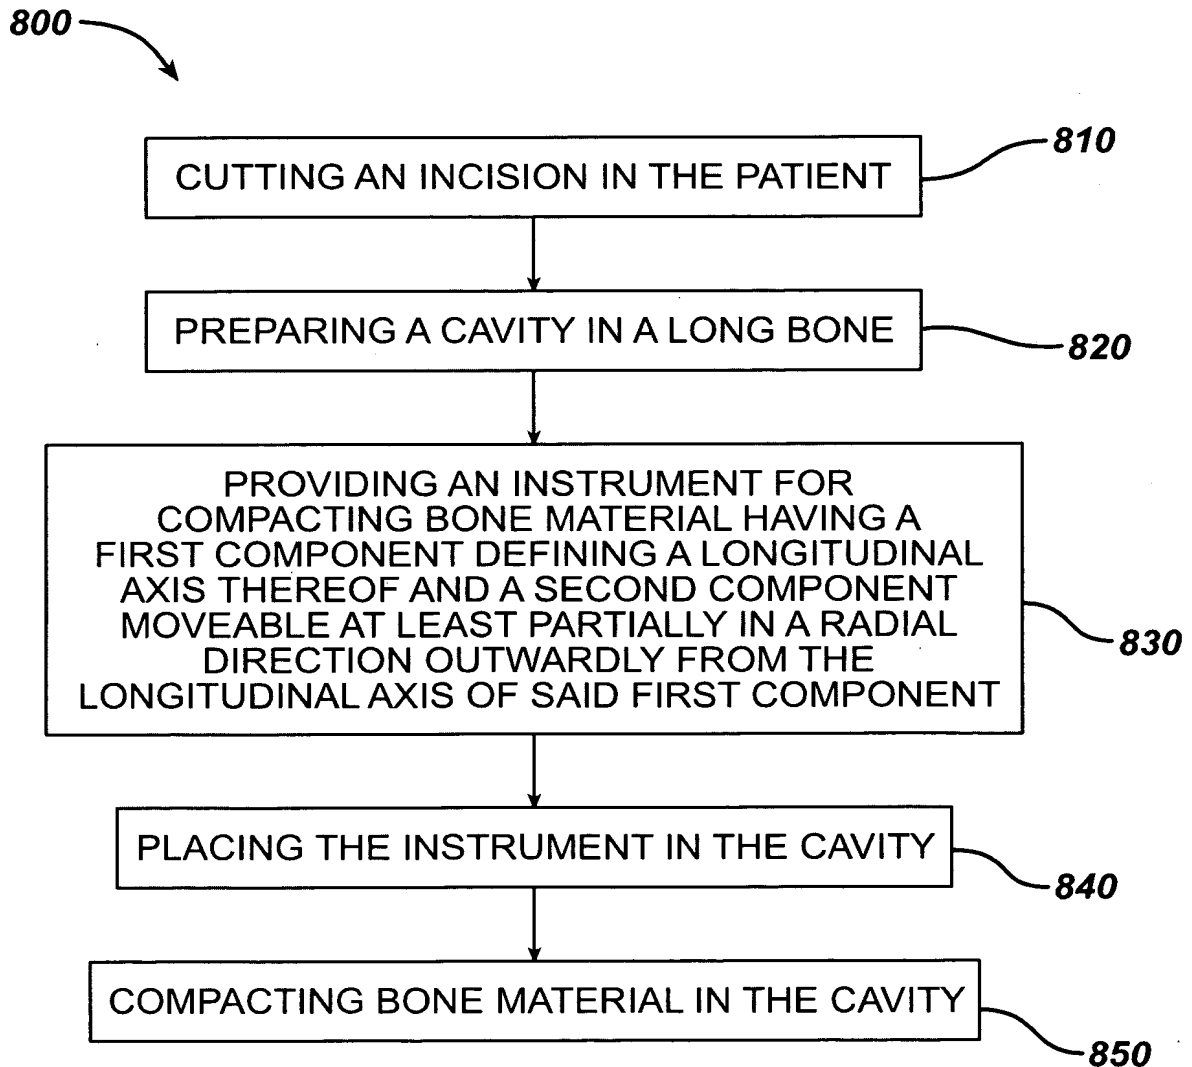 800
810
CUTTING AN INCISION IN THE PATIENT
PREPARING A CAVITY IN A LONG BONE
820
PROVIDING AN INSTRUMENT FOR
COMPACTING BONE MATERIAL HAVING A
FIRST COMPONENT DEFINING A LONGITUDINAL
AXIS THEREOF AND A SECOND COMPONENT
MOVEABLE AT LEAST PARTIALLY IN A RADIAL
DIRECTION OUTWARDLY FROM THE
LONGITUDINAL AXIS OF SAID FIRST COMPONENT
830
PLACING THE INSTRUMENT IN THE CAVITY
840
COMPACTING BONE MATERIAL IN THE CAVITY
850